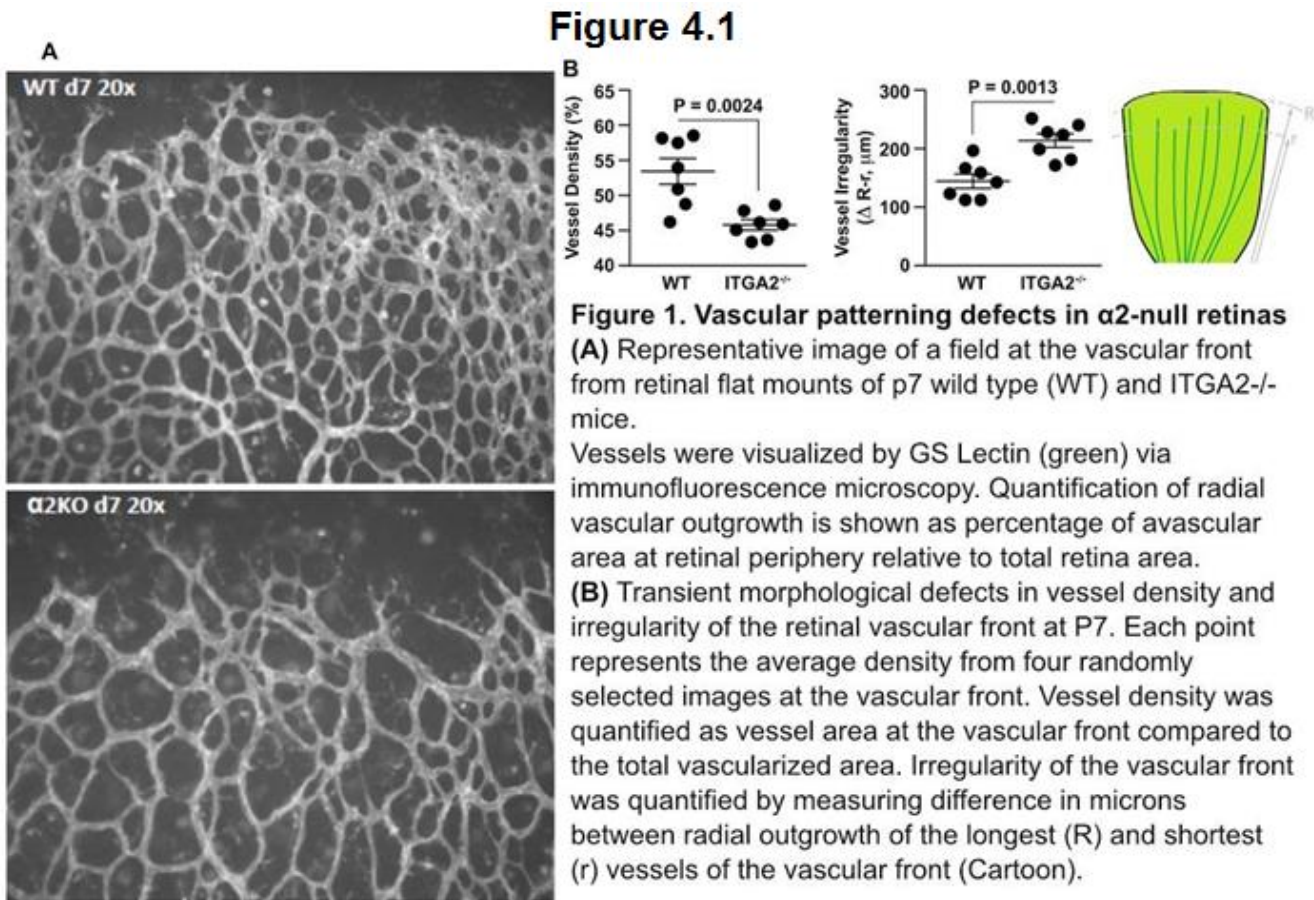 Figure 4.1
A
WT d7 20x
α2KO d7 20x
B
65
60
55
50
45
40
Vessel Density (%)
P = 0.0024
WT
ITGA2-/-
300
200
100
0
Vessel Irregularity
(Δ R-r, μm)
P = 0.0013
WT
ITGA2-/-
R
r
Figure 1. Vascular patterning defects in α2-null retinas
(A) Representative image of a field at the vascular front
from retinal flat mounts of p7 wild type (WT) and ITGA2-/-
mice.
Vessels were visualized by GS Lectin (green) via
immunofluorescence microscopy. Quantification of radial
vascular outgrowth is shown as percentage of avascular
area at retinal periphery relative to total retina area.
(B) Transient morphological defects in vessel density and
irregularity of the retinal vascular front at P7. Each point
represents the average density from four randomly
selected images at the vascular front. Vessel density was
quantified as vessel area at the vascular front compared to
the total vascularized area. Irregularity of the vascular front
was quantified by measuring difference in microns
between radial outgrowth of the longest (R) and shortest
(r) vessels of the vascular front (Cartoon).